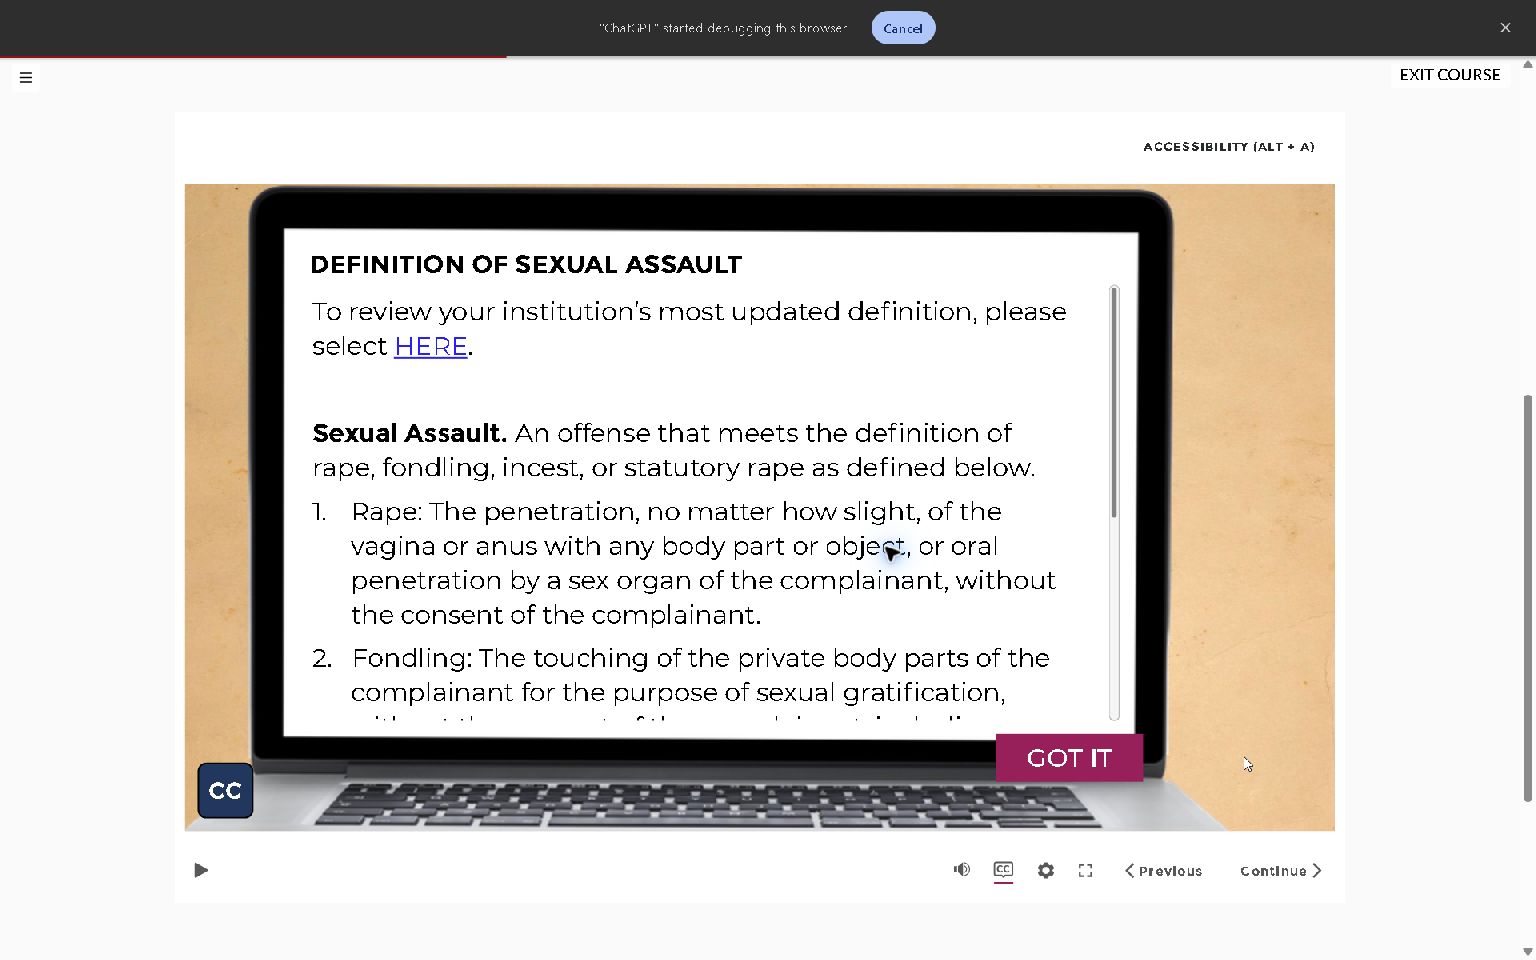 "ChatGPT" started debugging this browser
Cancel
EXIT COURSE
ACCESSIBILITY (ALT + A)
DEFINITION OF SEXUAL ASSAULT
To review your institution's most updated definition, please
select HERE.
Sexual Assault. An offense that meets the definition of
rape, fondling, incest, or statutory rape as defined below.
1. Rape: The penetration, no matter how slight, of the
vagina or anus with any body part or object, or oral
penetration by a sex organ of the complainant, without
the consent of the complainant.
2. Fondling: The touching of the private body parts of the
complainant for the purpose of sexual gratification,
GOT IT
CC
CC
Previous
Continue